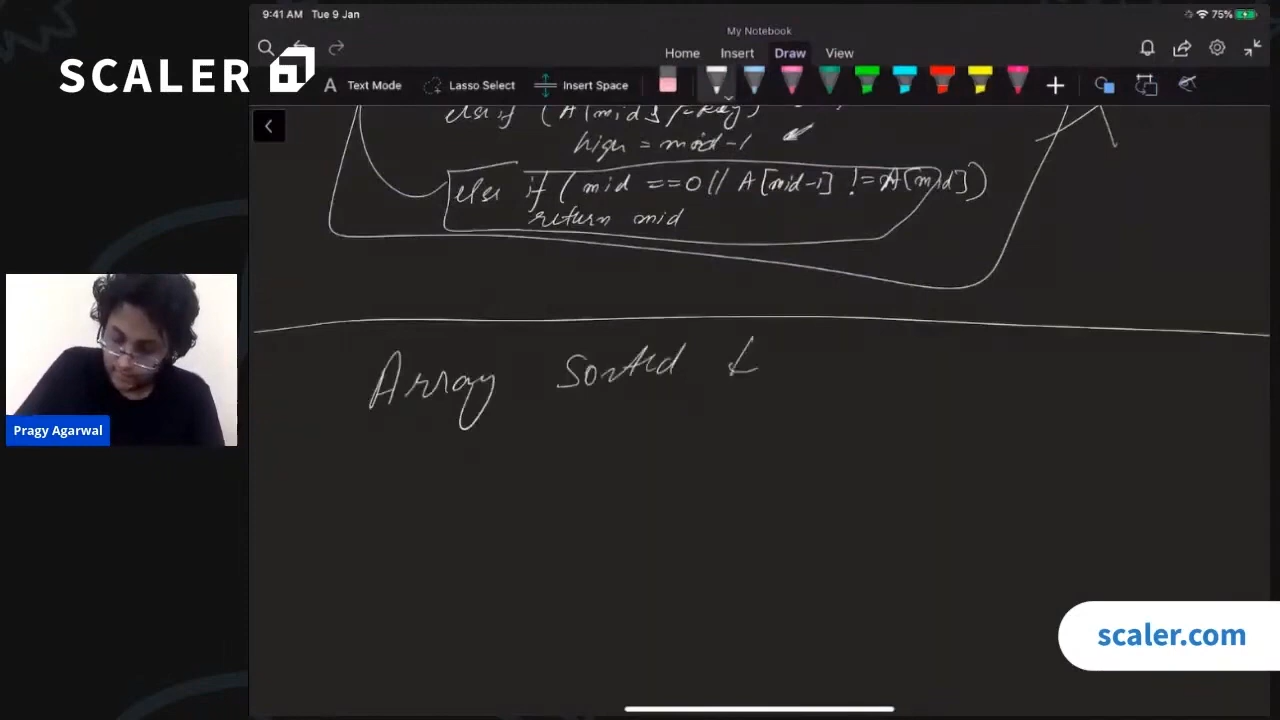 9:41 AM Tue 9 Jan
75%
My Notebook
SCALER
Home Insert Draw View
A Text Mode Lasso Select Insert Space
else if (A[mid]
high = mid-1
else if ( mid ==0 || A[mid-1] != A[mid])
return mid
Array Sorted &
Pragy Agarwal
scaler.com